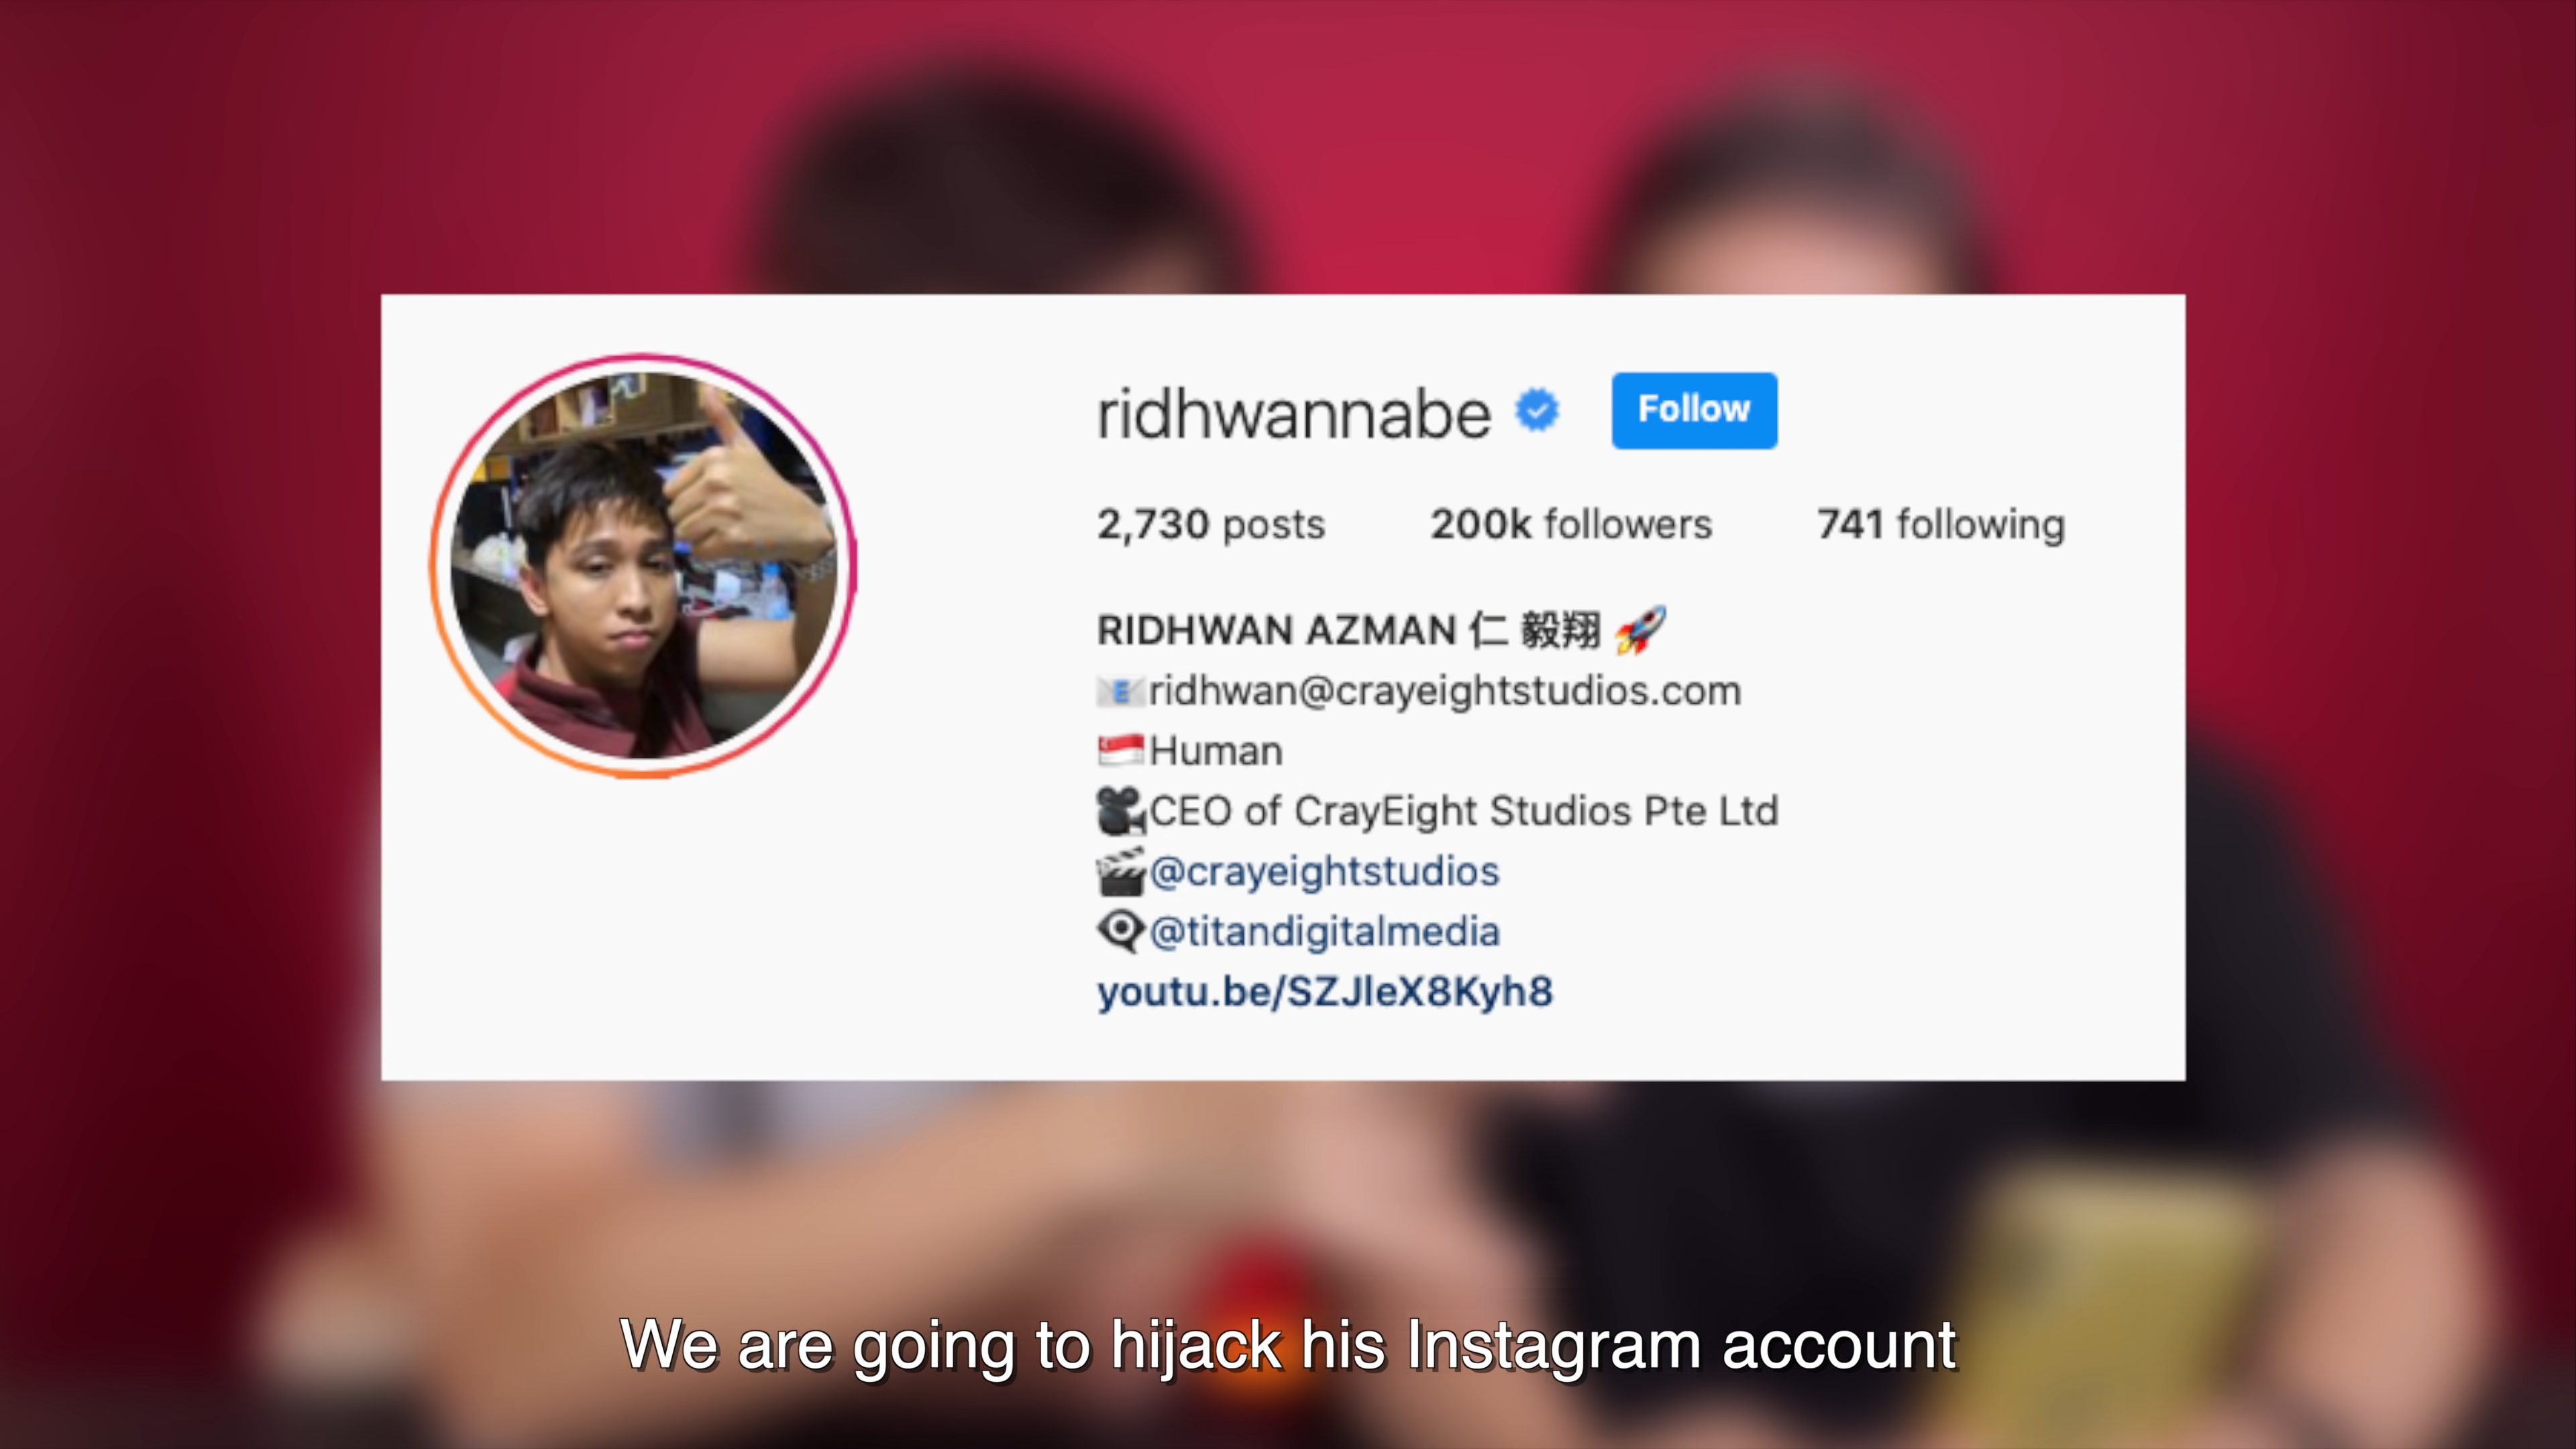 ridhwannabe Follow
2,730 posts 200k followers 741 following
RIDHWAN AZMAN 仁 毅翔 🚀
📧ridhwan@crayeightstudios.com
🇸🇬Human
🎥CEO of CrayEight Studios Pte Ltd
🎬@crayeightstudios
👁️‍🗨️@titandigitalmedia
youtu.be/SZJleX8Kyh8
We are going to hijack his Instagram account